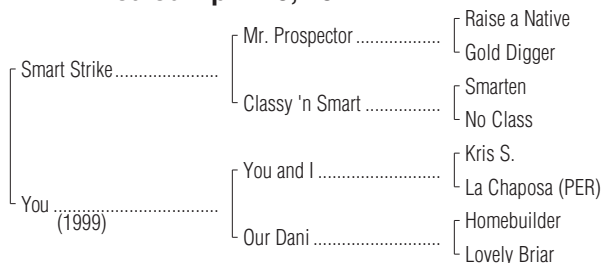 Raise a Native
Mr. Prospector ..................
Gold Digger
Smart Strike......................
Smarten
Classy 'n Smart ................
No Class
Kris S.
You and I ...........................
La Chaposa (PER)
You ...................................
(1999)
Homebuilder
Our Dani ...........................
Lovely Briar